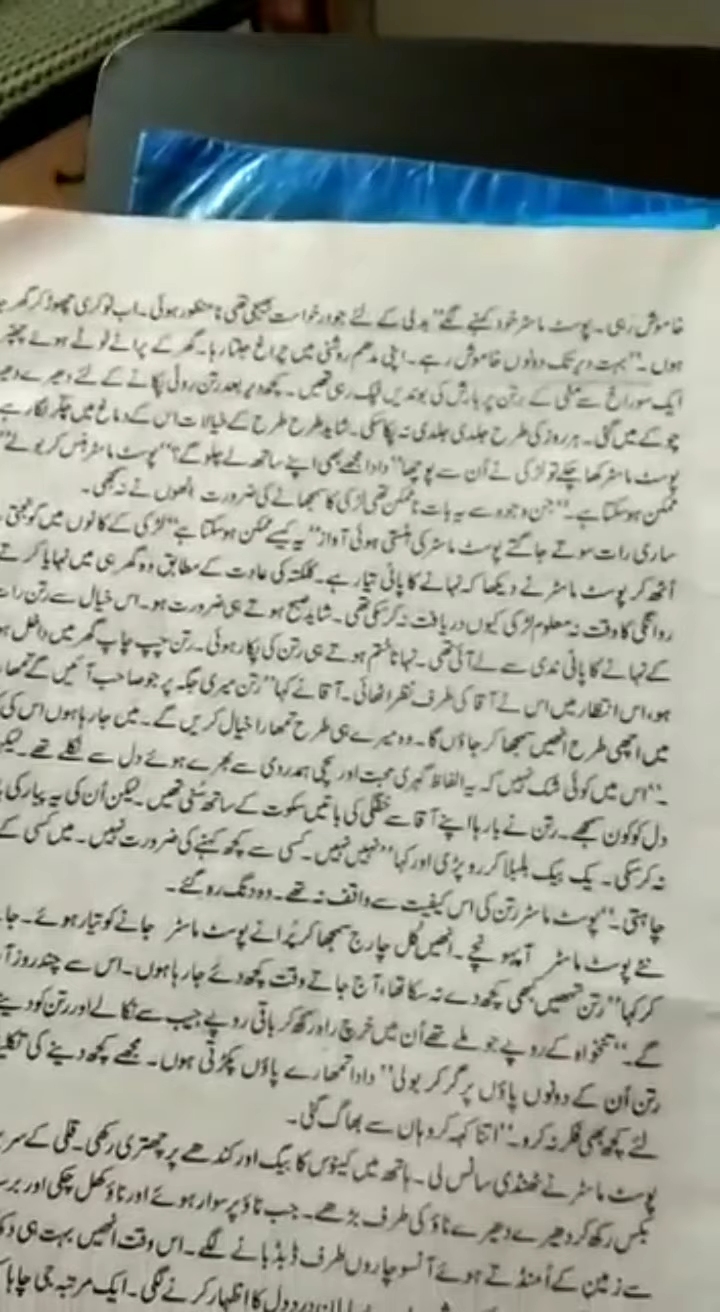 خاموش رہی۔ پوسٹ ماسٹر خود کہنے لگے "بدلی کے لئے جو درخواست بھیجی تھی نامنظور ہوئی۔ اب نوکری چھوڑ کر گھر
ہوں۔" بہت دیر تک دونوں خاموش رہے۔ اپنی مدھم روشنی میں چراغ جلتا رہا۔ گھر کے پرانے ٹوٹے ہوئے چھپر
ایک سوراخ سے مٹی کے برتن پر بارش کی بوندیں ٹپک رہی تھیں۔ کچھ دیر بعد رتن روٹی پکانے کے لئے دھیرے
چوکے میں گئی۔ ہر روز کی طرح جلدی جلدی نہ پکا سکی۔ شاید طرح طرح کے خیالات اس کے دماغ میں چکر لگا رہے
پوسٹ ماسٹر کھا چکے تو لڑکی نے اُن سے پوچھا "دادا مجھے بھی اپنے ساتھ لے چلو گے؟" پوسٹ ماسٹر ہنس کر بولے
ممکن ہو سکتا ہے۔" جن وجوہ سے یہ بات ناممکن تھی لڑکی کو سمجھانے کی ضرورت انھوں نے نہ سمجھی۔
ساری رات سوتے جاگتے پوسٹ ماسٹر کی ہنستی ہوئی آواز "یہ کیسے ممکن ہو سکتا ہے" لڑکی کے کانوں میں گونجتی
اُٹھ کر پوسٹ ماسٹر نے دیکھا کہ نہانے کا پانی تیار ہے۔ کلکتہ کی عادت کے مطابق وہ گھر ہی میں نہایا کرتے
روانگی کا وقت نہ معلوم لڑکی کیوں دریافت نہ کر سکی تھی۔ شاید صبح ہوتے ہی ضرورت ہو۔ اس خیال سے رتن رات
کے نہانے کا پانی ندی سے لے آئی تھی۔ نہانا ختم ہوتے ہی رتن کی پکار ہوئی۔ رتن چپ چاپ گھر میں داخل
ہو، اس انتظار میں اس نے آقا کی طرف نظر اٹھائی۔ آقا نے کہا "رتن میری جگہ پر جو صاحب آئیں گے
میں اچھی طرح انھیں سمجھا کر جاؤں گا۔ وہ میرے ہی طرح تمھارا خیال کریں گے۔ میں جا رہا ہوں اس کی
۔" اس میں کوئی شک نہیں کہ یہ الفاظ گہری محبت اور سچی ہمدردی سے بھرے ہوئے دل سے نکلے تھے۔
دل کو کون سمجھے۔ رتن نے بارہا اپنے آقا سے خفگی کی باتیں سکوت کے ساتھ سُنی تھیں۔ لیکن اُن کی یہ پیار کی
نہ کر سکی۔ یک بیک بلبلا کر رو پڑی اور کہا "نہیں نہیں۔ کسی سے کچھ کہنے کی ضرورت نہیں۔ میں کسی کے
چاہتی۔" پوسٹ ماسٹر رتن کی اس کیفیت سے واقف نہ تھے۔ وہ دنگ رہ گئے۔
نئے پوسٹ ماسٹر آ پہونچے۔ انھیں کُل چارج سمجھا کر پُرانے پوسٹ ماسٹر جانے کو تیار ہوئے۔
کر کہا "رتن تمھیں کبھی کچھ دے نہ سکا تھا، آج جاتے وقت کچھ دئے جا رہا ہوں۔ اس سے چند روز
گے۔" تنخواہ کے روپے جو ملے تھے اُن میں خرچ راہ رکھ کر باقی روپے جیب سے نکالے اور رتن کو
رتن اُن کے دونوں پاؤں پر گر کر بولی "دادا تمھارے پاؤں پکڑتی ہوں۔ مجھے کچھ دینے کی
لئے کچھ بھی فکر نہ کرو۔" اتنا کہہ کر وہاں سے بھاگ گئی۔
پوسٹ ماسٹر نے ٹھنڈی سانس لی۔ ہاتھ میں کینوس کا بیگ اور کندھے پر چھتری رکھی۔ قلی کے سر
بکس رکھ کر دھیرے دھیرے ناؤ کی طرف بڑھے۔ جب ناؤ پر سوار ہوئے اور ناؤ کھل چکی اور
سے زمین کے اُمنڈتے ہوئے آنسو چاروں طرف ڈبڈبانے لگے۔ اس وقت انھیں بہت ہی
درد دل کا اظہار کرنے لگی۔ ایک مرتبہ جی چاہا